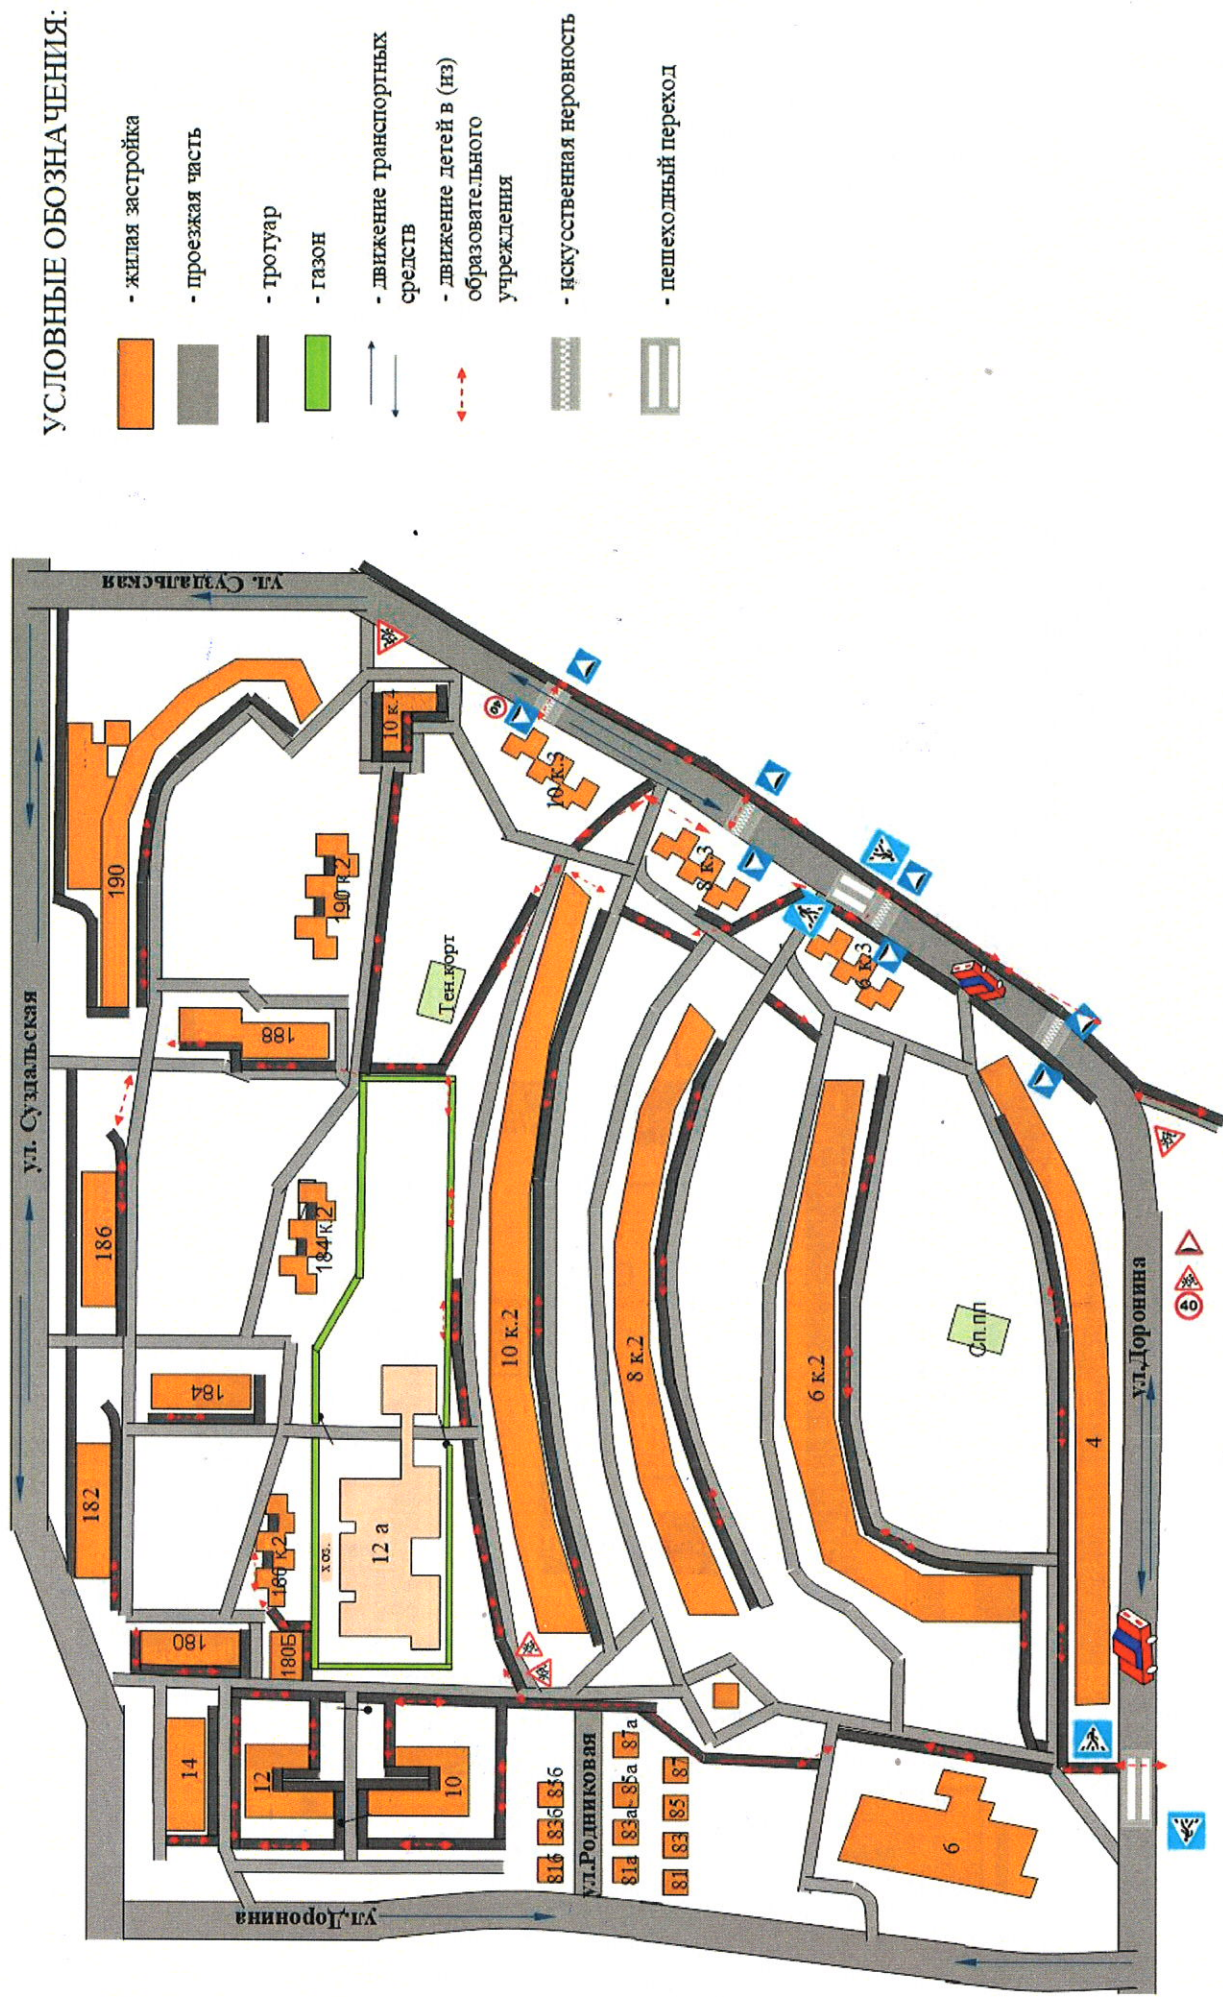 УСЛОВНЫЕ ОБОЗНАЧЕНИЯ:
- жилая застройка
- проезжая часть
- тротуар
- газон
- движение транспортных
средств
- движение детей в (из)
образовательного
учреждения
- искусственная неровность
- пешеходный переход
ул. Суздальская
ул. Суздальская
190
190 к.2
188
186
184 к.2
184
182
180
180Б
14
12
10
12 а
хоз.
Тен.корт
10 к.4
10 к.3
8 к.3
6 к.3
10 к.2
8 к.2
6 к.2
Сп.пл
4
6
40
40
ул.Доронина
ул.Доронина
ул.Родниковая
81б
83б
85б
81а
83а
85а
87а
81
83
85
87